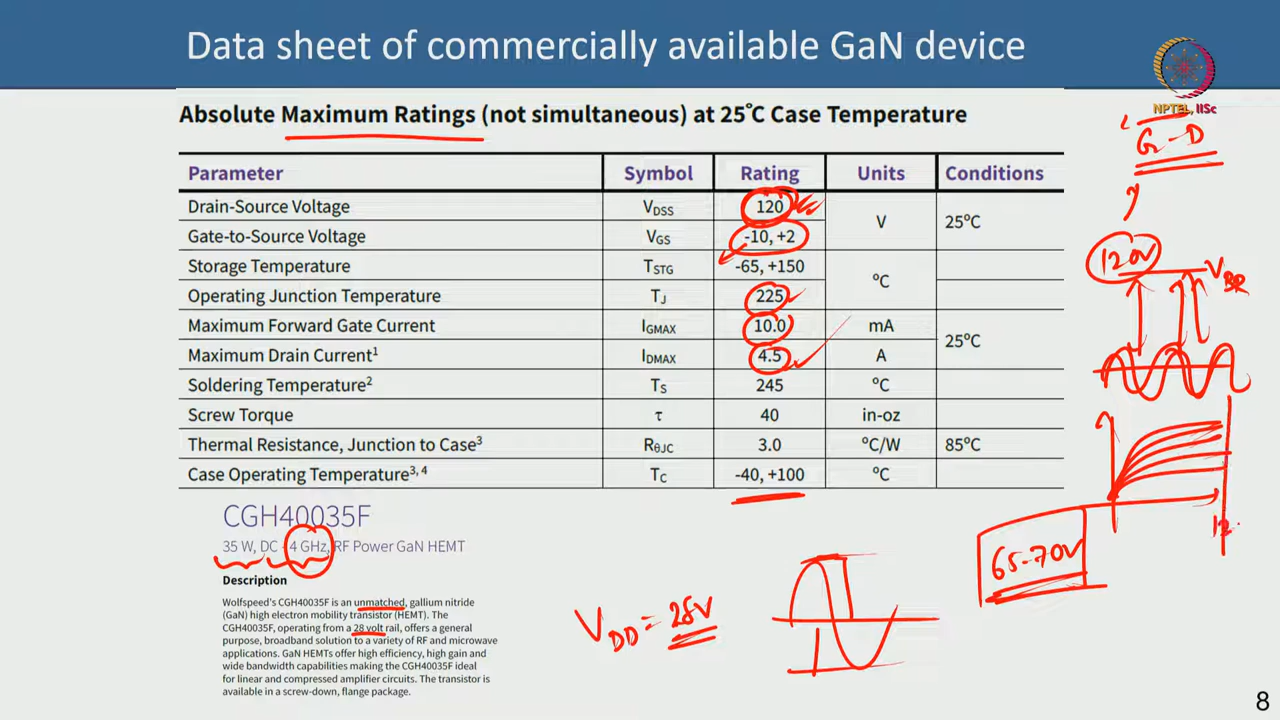 Data sheet of commercially available GaN device
NPTEL, IISc
Absolute Maximum Ratings (not simultaneous) at 25˚C Case Temperature
Parameter Symbol Rating Units Conditions
Drain-Source Voltage VDSS 120 V 25°C
Gate-to-Source Voltage VGS -10, +2
Storage Temperature TSTG -65, +150 °C
Operating Junction Temperature TJ 225
Maximum Forward Gate Current IGMAX 10.0 mA 25°C
Maximum Drain Current1 IDMAX 4.5 A
Soldering Temperature2 TS 245 °C
Screw Torque τ 40 in-oz
Thermal Resistance, Junction to Case3 RθJC 3.0 °C/W 85°C
Case Operating Temperature3, 4 TC -40, +100 °C
G - D
120V
VBR
12
65-70V
VDD = 28V
CGH40035F
35 W, DC - 4 GHz, RF Power GaN HEMT
Description
Wolfspeed's CGH40035F is an unmatched, gallium nitride
(GaN) high electron mobility transistor (HEMT). The
CGH40035F, operating from a 28 volt rail, offers a general
purpose, broadband solution to a variety of RF and microwave
applications. GaN HEMTs offer high efficiency, high gain and
wide bandwidth capabilities making the CGH40035F ideal
for linear and compressed amplifier circuits. The transistor is
available in a screw-down, flange package.
8